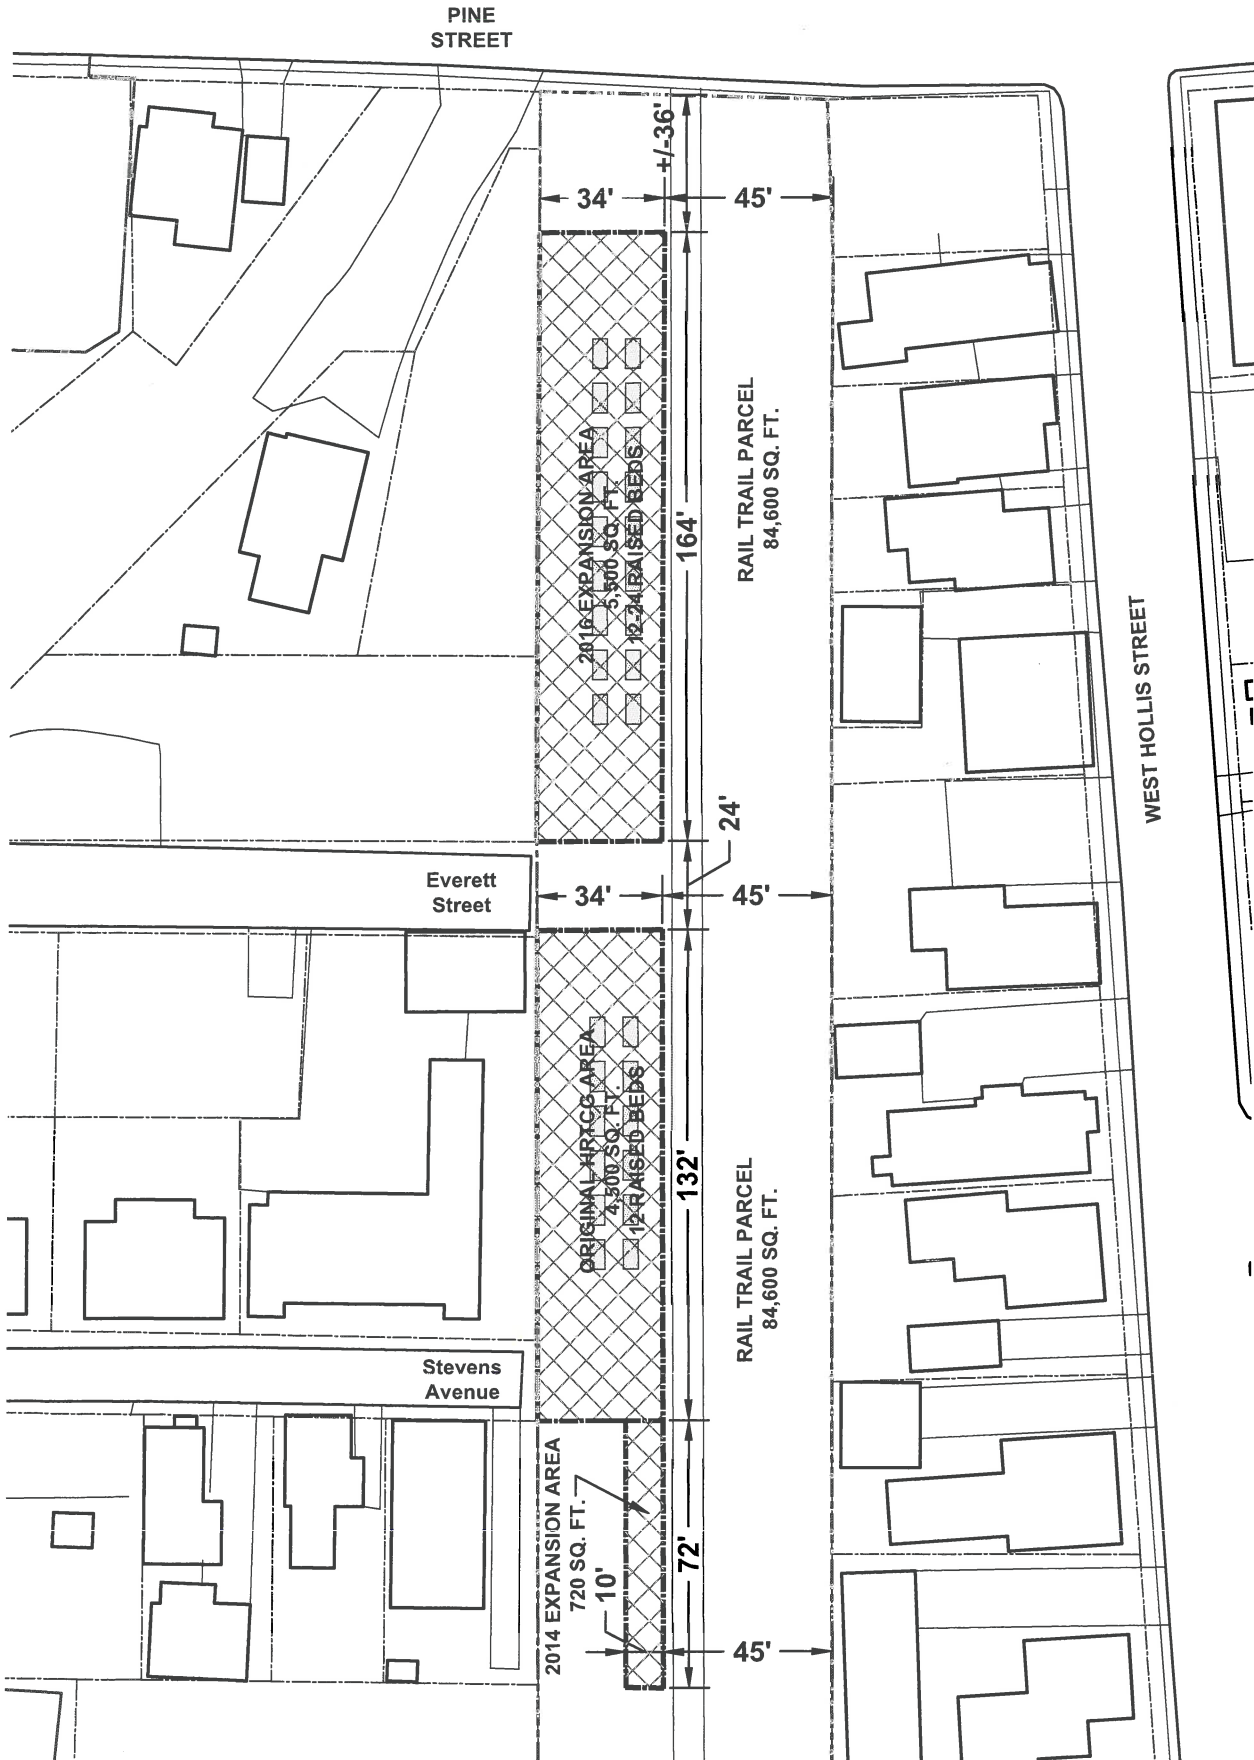 PINE
STREET
+/-36'
34'
45'
2016 EXPANSION AREA
5,500 SQ. FT.
12-24 RAISED BEDS
164'
RAIL TRAIL PARCEL
84,600 SQ. FT.
WEST HOLLIS STREET
24'
Everett
Street
34'
45'
ORIGINAL HRTCG AREA
4,500 SQ. FT.
12 RAISED BEDS
132'
RAIL TRAIL PARCEL
84,600 SQ. FT.
Stevens
Avenue
2014 EXPANSION AREA
720 SQ. FT.
10'
72'
45'